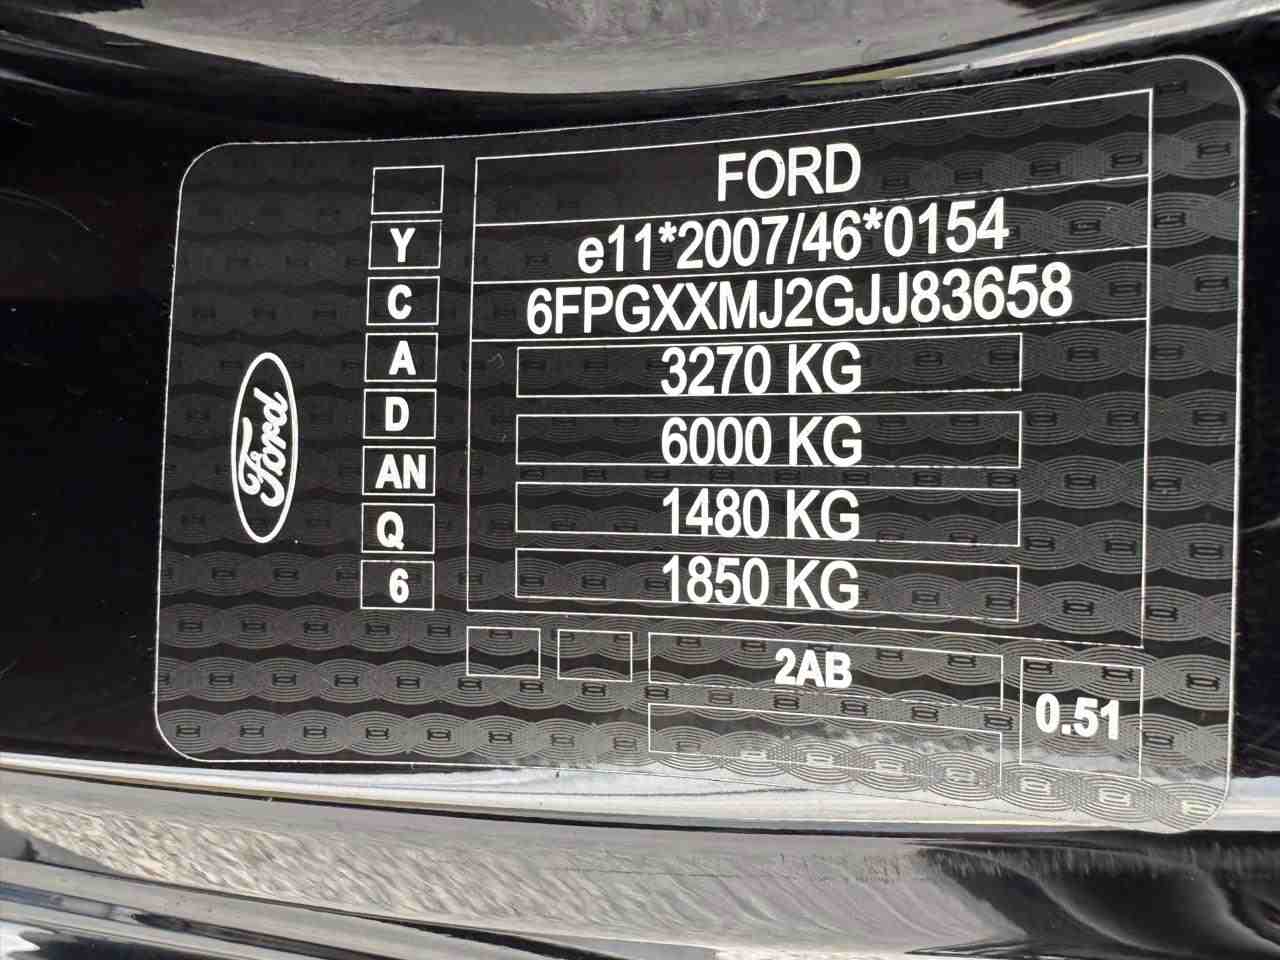 FORD
Y e11*2007/46*0154
C 6FPGXXMJ2GJJ83658
A 3270 KG
D 6000 KG
AN 1480 KG
Q 1850 KG
6
2AB
0.51
Ford